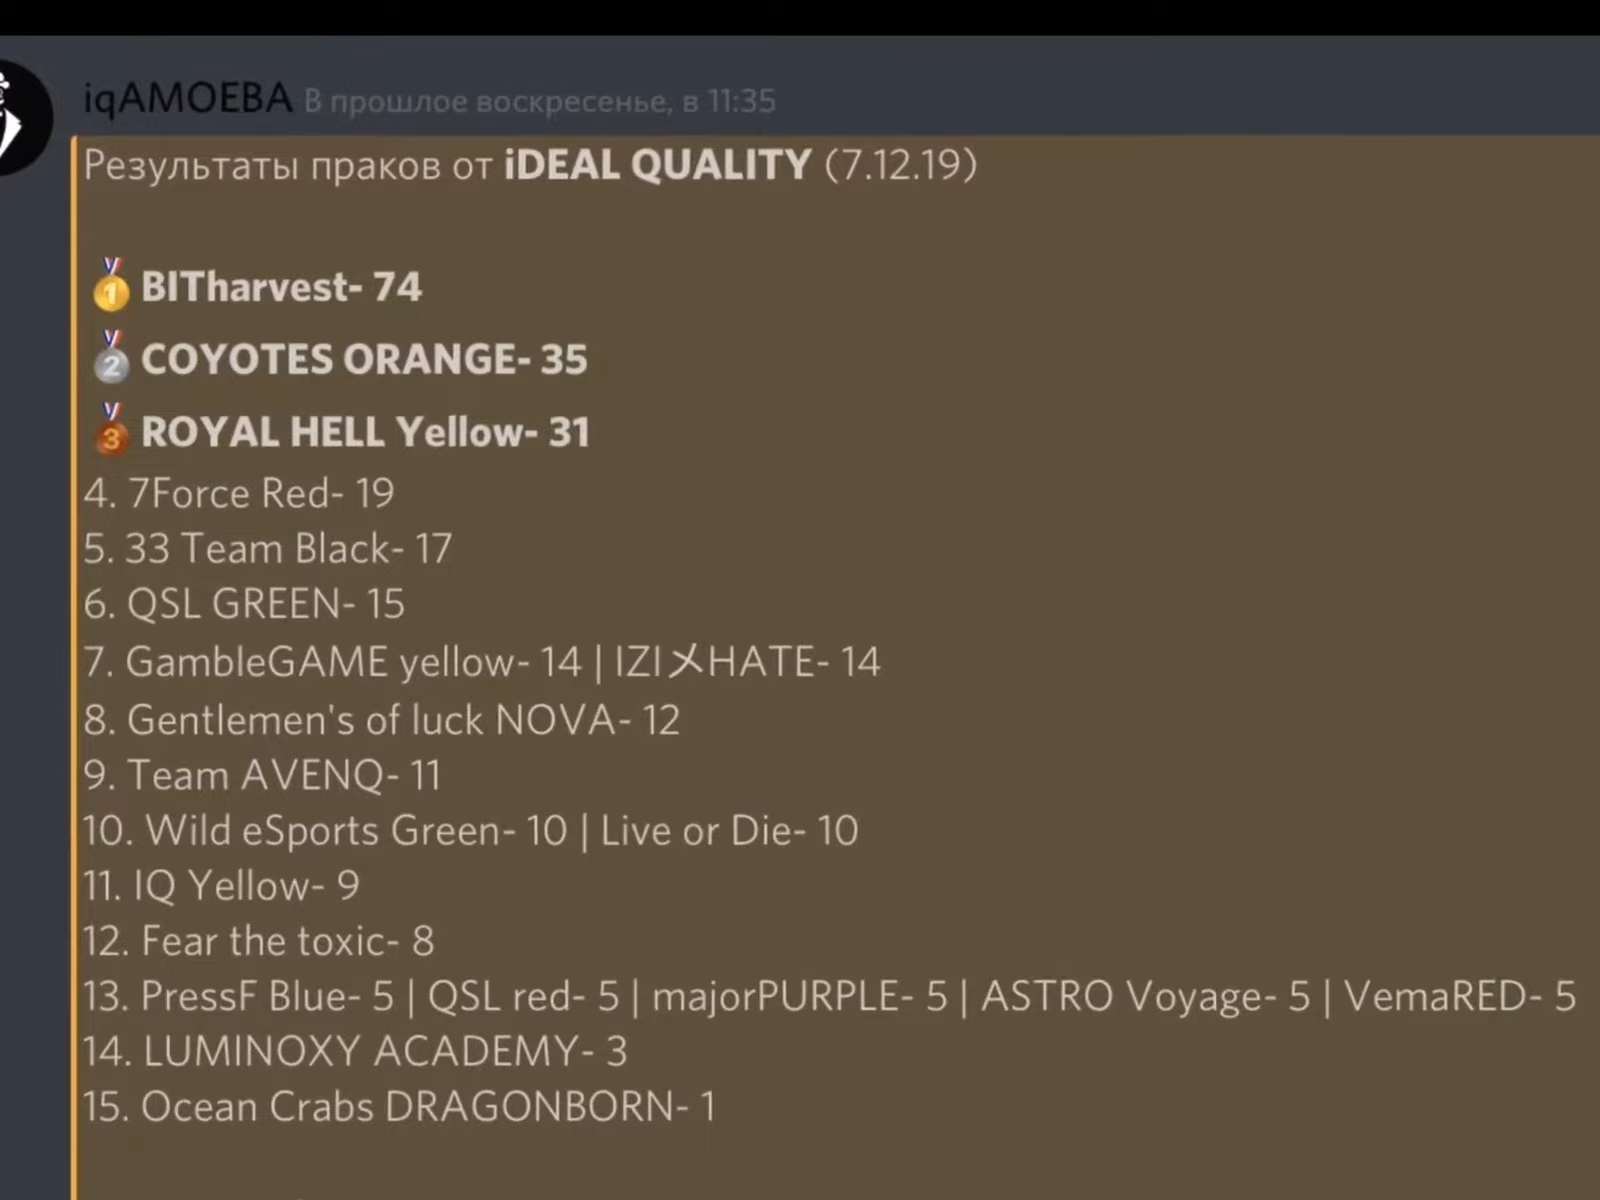 iqAMOEBA В прошлое воскресенье, в 11:35
Результаты праков от iDEAL QUALITY (7.12.19)
🥇 BITharvest- 74
🥈 COYOTES ORANGE- 35
🥉 ROYAL HELL Yellow- 31
4. 7Force Red- 19
5. 33 Team Black- 17
6. QSL GREEN- 15
7. GambleGAME yellow- 14 | IZI乄HATE- 14
8. Gentlemen's of luck NOVA- 12
9. Team AVENQ- 11
10. Wild eSports Green- 10 | Live or Die- 10
11. IQ Yellow- 9
12. Fear the toxic- 8
13. PressF Blue- 5 | QSL red- 5 | majorPURPLE- 5 | ASTRO Voyage- 5 | VemaRED- 5
14. LUMINOXY ACADEMY- 3
15. Ocean Crabs DRAGONBORN- 1